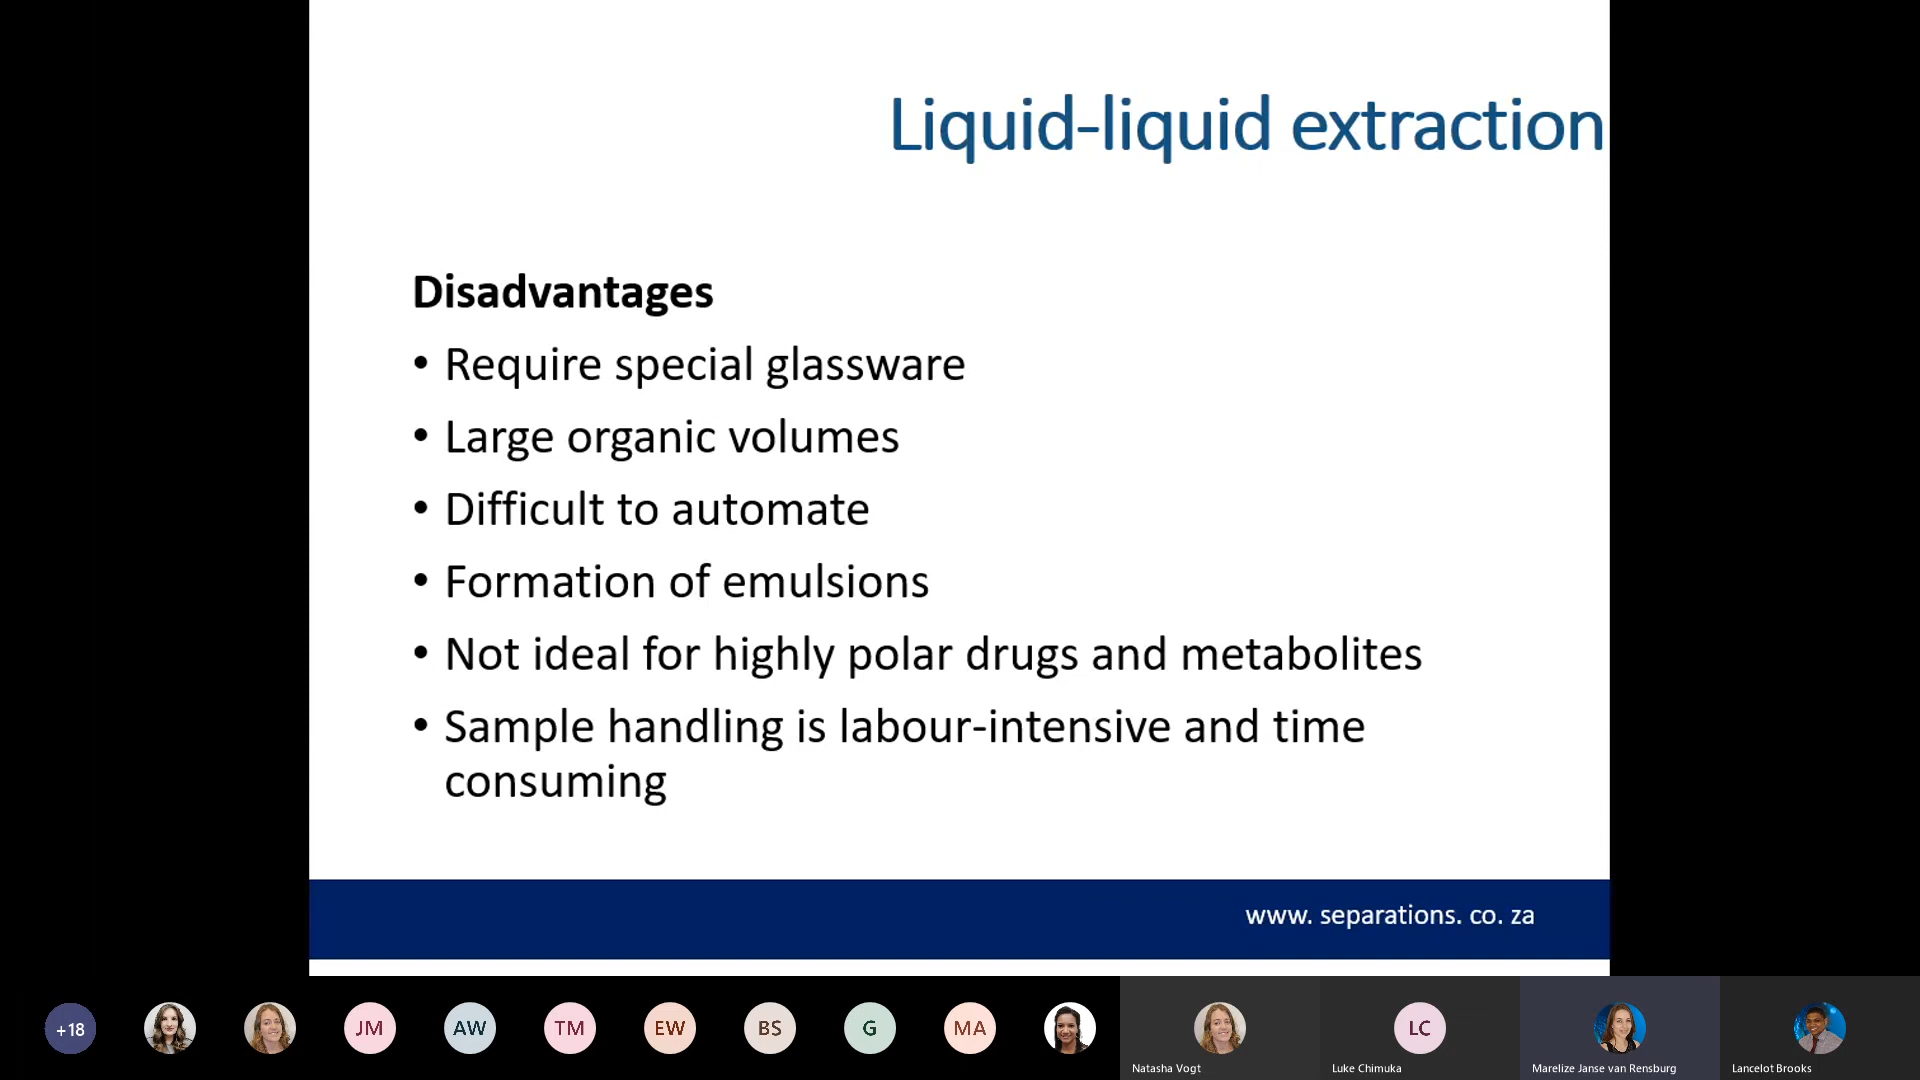 Liquid-liquid extraction
Disadvantages
• Require special glassware
• Large organic volumes
• Difficult to automate
• Formation of emulsions
• Not ideal for highly polar drugs and metabolites
• Sample handling is labour-intensive and time
consuming
www. separations. co. za
+18
JM
AW
TM
EW
BS
G
MA
LC
Natasha Vogt
Luke Chimuka
Marelize Janse van Rensburg
Lancelot Brooks